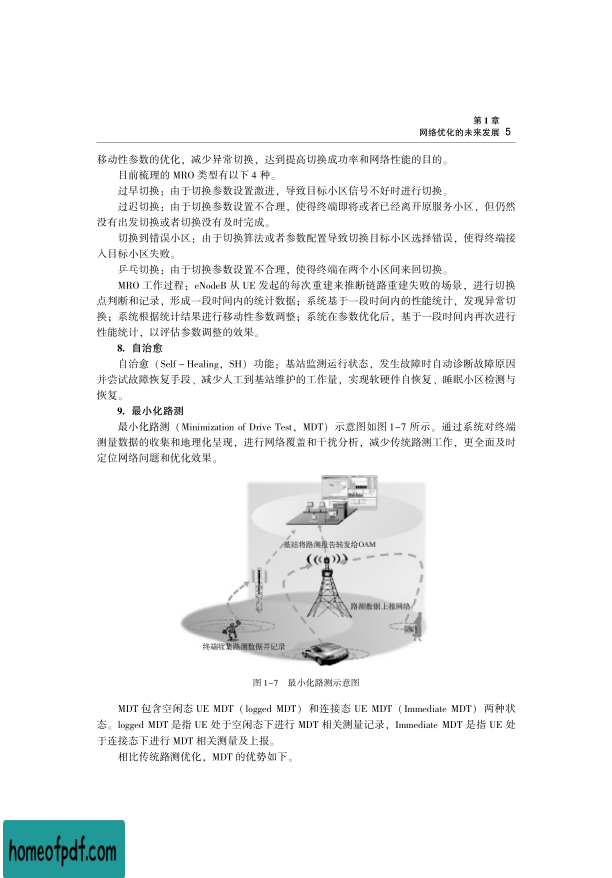 第 1 章
网络优化的未来发展 5
移动性参数的优化，减少异常切换，达到提高切换成功率和网络性能的目的。
目前梳理的 MRO 类型有以下 4 种。
过早切换：由于切换参数设置激进，导致目标小区信号不好时进行切换。
过迟切换：由于切换参数设置不合理，使得终端即将或者已经离开原服务小区，但仍然
没有出发切换或者切换没有及时完成。
切换到错误小区：由于切换算法或者参数配置导致切换目标小区选择错误，使得终端接
入目标小区失败。
乒乓切换：由于切换参数设置不合理，使得终端在两个小区间来回切换。
MRO 工作过程：eNodeB 从 UE 发起的每次重建来推断链路重建失败的场景，进行切换
点判断和记录，形成一段时间内的统计数据；系统基于一段时间内的性能统计，发现异常切
换；系统根据统计结果进行移动性参数调整；系统在参数优化后，基于一段时间内再次进行
性能统计，以评估参数调整的效果。
8. 自治愈
自治愈（Self－Healing，SH）功能：基站监测运行状态，发生故障时自动诊断故障原因
并尝试故障恢复手段、减少人工到基站维护的工作量，实现软硬件自恢复、睡眠小区检测与
恢复。
9. 最小化路测
最小化路测（Minimization of Drive Test，MDT）示意图如图 1-7 所示。通过系统对终端
测量数据的收集和地理化呈现，进行网络覆盖和干扰分析，减少传统路测工作，更全面及时
定位网络问题和优化效果。
基站将路测报告转发给OAM
路测数据上报网络
终端收集路测数据并记录
图 1-7 最小化路测示意图
MDT 包含空闲态 UE MDT（logged MDT）和连接态 UE MDT（Immediate MDT）两种状
态。logged MDT 是指 UE 处于空闲态下进行 MDT 相关测量记录，Immediate MDT 是指 UE 处
于连接态下进行 MDT 相关测量及上报。
相比传统路测优化，MDT 的优势如下。
homeofpdf.com